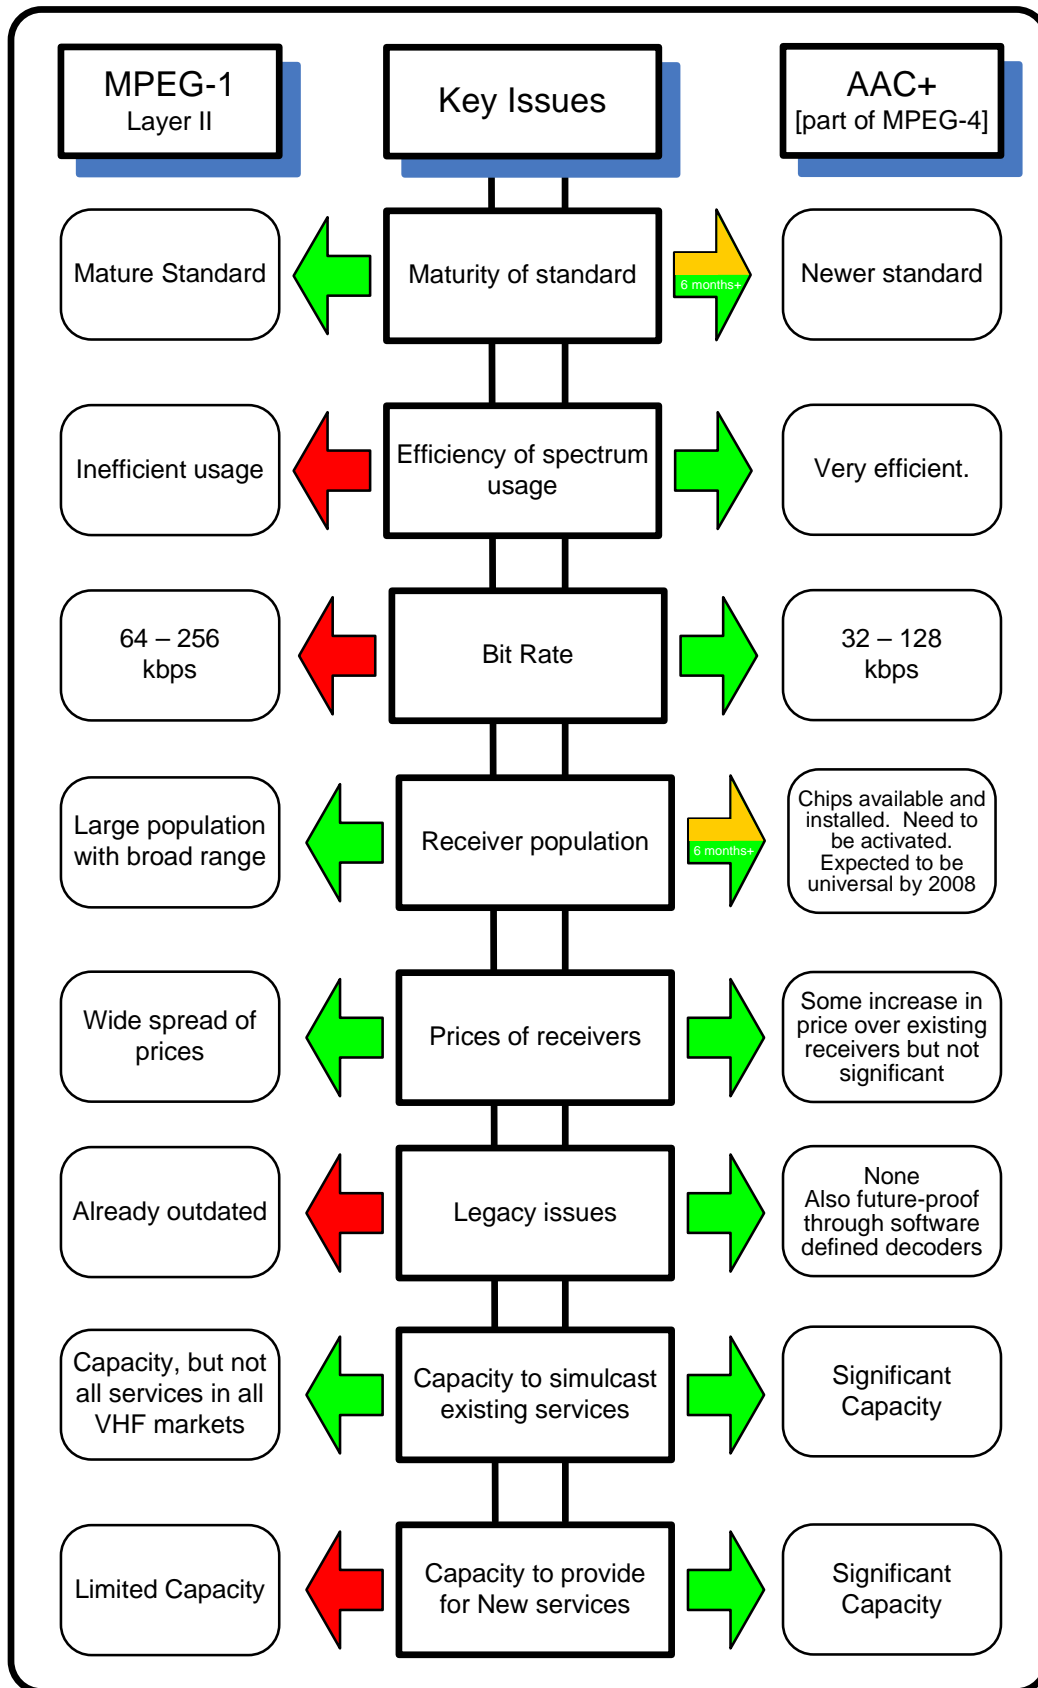 MPEG-1
Layer II
Key Issues
AAC+
[part of MPEG-4]
Mature Standard
Maturity of standard
6 months+
Newer standard
Inefficient usage
Efficiency of spectrum
usage
Very efficient.
64 – 256
kbps
Bit Rate
32 – 128
kbps
Large population
with broad range
Receiver population
6 months+
Chips available and
installed. Need to
be activated.
Expected to be
universal by 2008
Wide spread of
prices
Prices of receivers
Some increase in
price over existing
receivers but not
significant
Already outdated
Legacy issues
None
Also future-proof
through software
defined decoders
Capacity, but not
all services in all
VHF markets
Capacity to simulcast
existing services
Significant
Capacity
Limited Capacity
Capacity to provide
for New services
Significant
Capacity